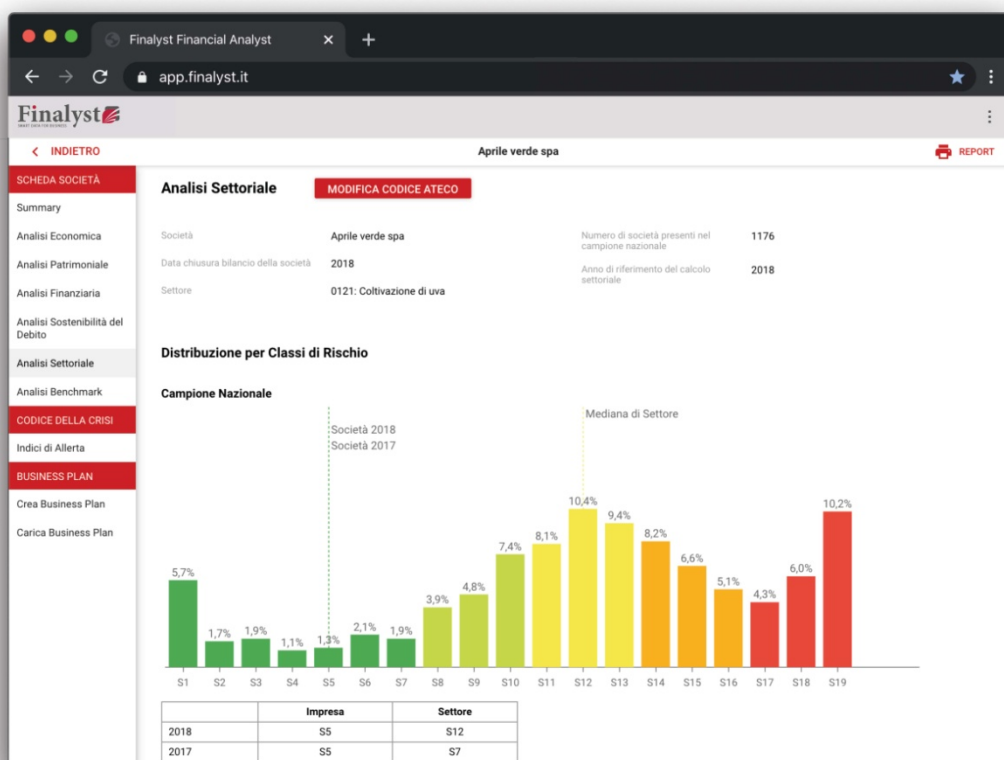 Finalyst Financial Analyst
app.finalyst.it
Finalyst
INDIETRO
Aprile verde spa
REPORT
SCHEDA SOCIETÀ
Summary
Analisi Economica
Analisi Patrimoniale
Analisi Finanziaria
Analisi Sostenibilità del
Debito
Analisi Settoriale
Analisi Benchmark
CODICE DELLA CRISI
Indici di Allerta
BUSINESS PLAN
Crea Business Plan
Carica Business Plan
Analisi Settoriale
MODIFICA CODICE ATECO
Società Aprile verde spa
Data chiusura bilancio della società 2018
Settore 0121: Coltivazione di uva
Numero di società presenti nel
campione nazionale 1176
Anno di riferimento del calcolo
settoriale 2018
Distribuzione per Classi di Rischio
Campione Nazionale
Società 2018
Società 2017
Mediana di Settore
5,7% 1,7% 1,9% 1,1% 1,3% 2,1% 1,9% 3,9% 4,8% 7,4% 8,1% 10,4% 9,4% 8,2% 6,6% 5,1% 4,3% 6,0% 10,2%
S1 S2 S3 S4 S5 S6 S7 S8 S9 S10 S11 S12 S13 S14 S15 S16 S17 S18 S19
Impresa Settore
2018 S5 S12
2017 S5 S7